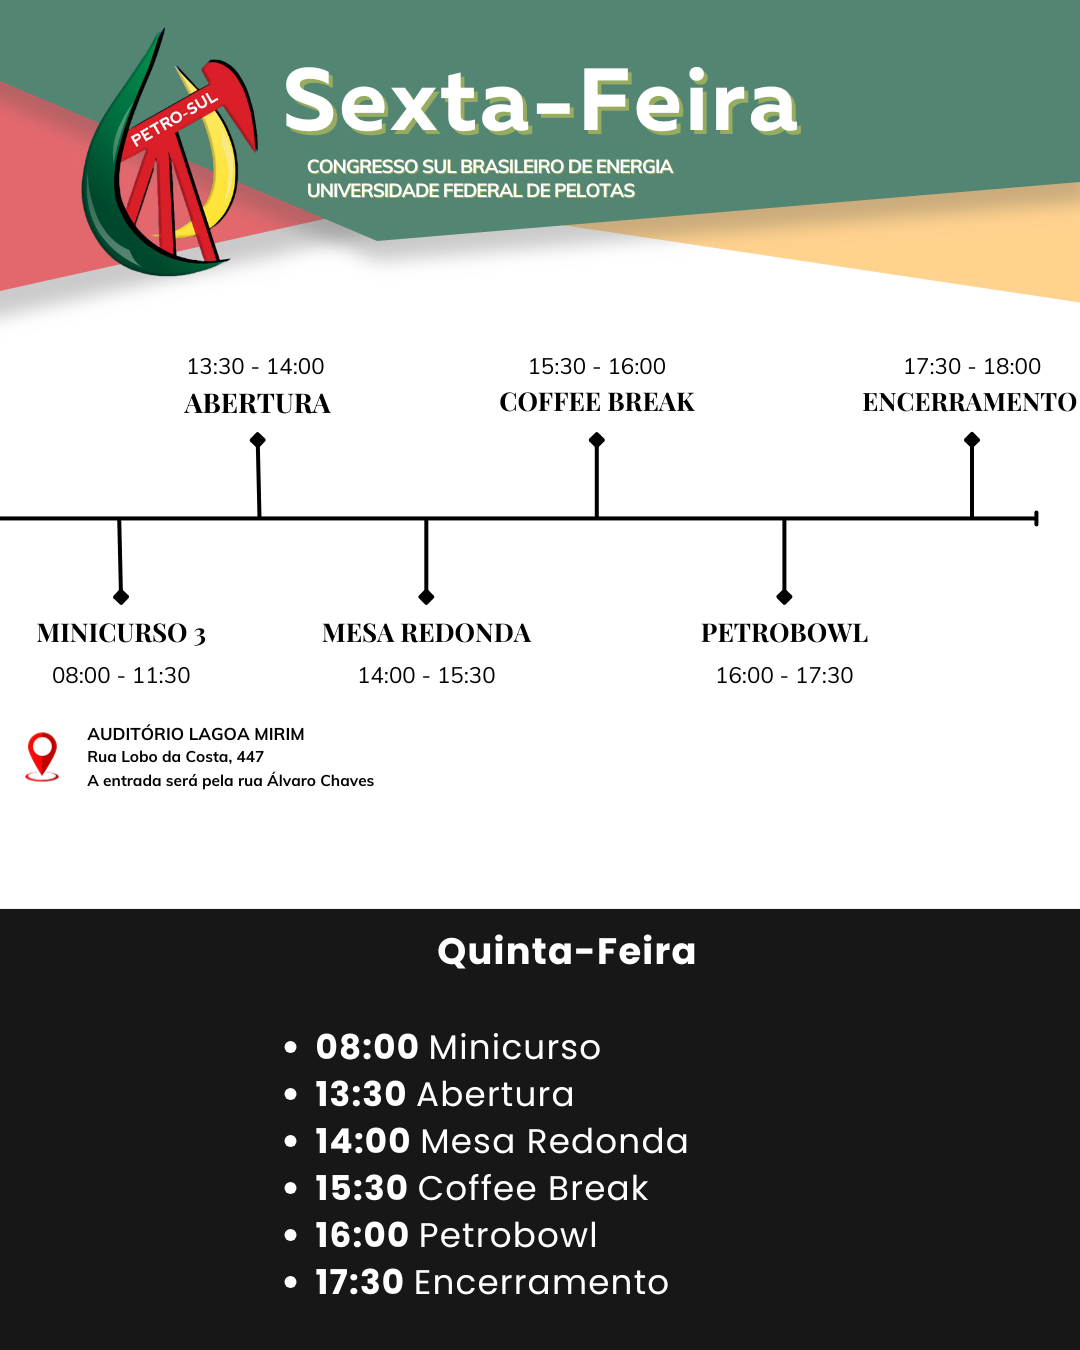 PETRO-SUL
Sexta-Feira
CONGRESSO SUL BRASILEIRO DE ENERGIA
UNIVERSIDADE FEDERAL DE PELOTAS
13:30 - 14:00
ABERTURA
15:30 - 16:00
COFFEE BREAK
17:30 - 18:00
ENCERRAMENTO
MINICURSO 3
08:00 - 11:30
MESA REDONDA
14:00 - 15:30
PETROBOWL
16:00 - 17:30
AUDITÓRIO LAGOA MIRIM
Rua Lobo da Costa, 447
A entrada será pela rua Álvaro Chaves
Quinta-Feira
• 08:00 Minicurso
• 13:30 Abertura
• 14:00 Mesa Redonda
• 15:30 Coffee Break
• 16:00 Petrobowl
• 17:30 Encerramento